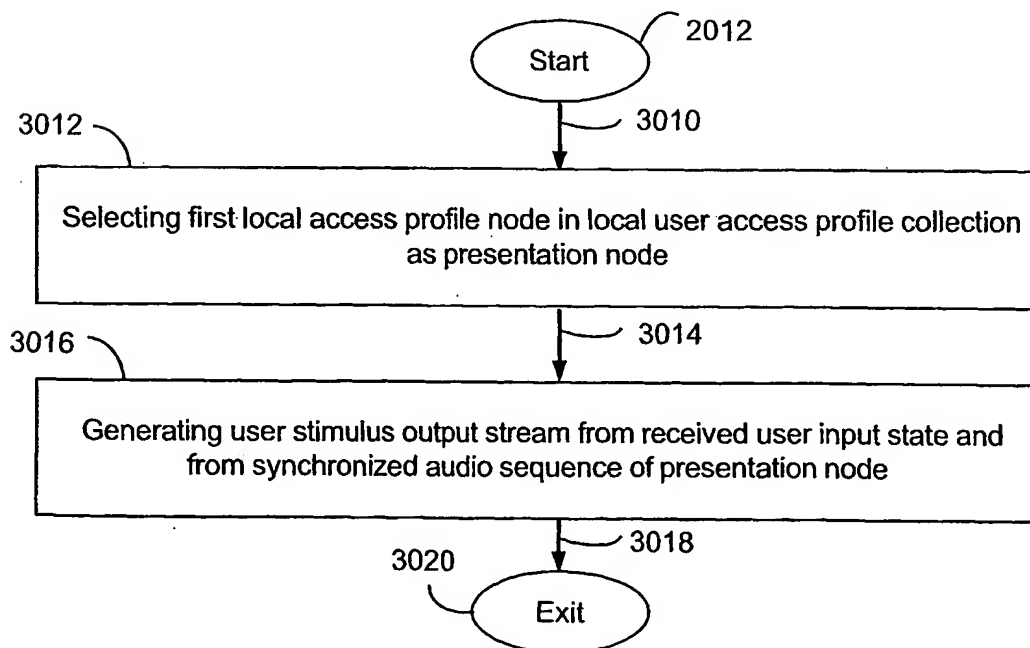 2012
Start
3010
3012
Selecting first local access profile node in local user access profile collection
as presentation node
3014
3016
Generating user stimulus output stream from received user input state and
from synchronized audio sequence of presentation node
3018
3020
Exit